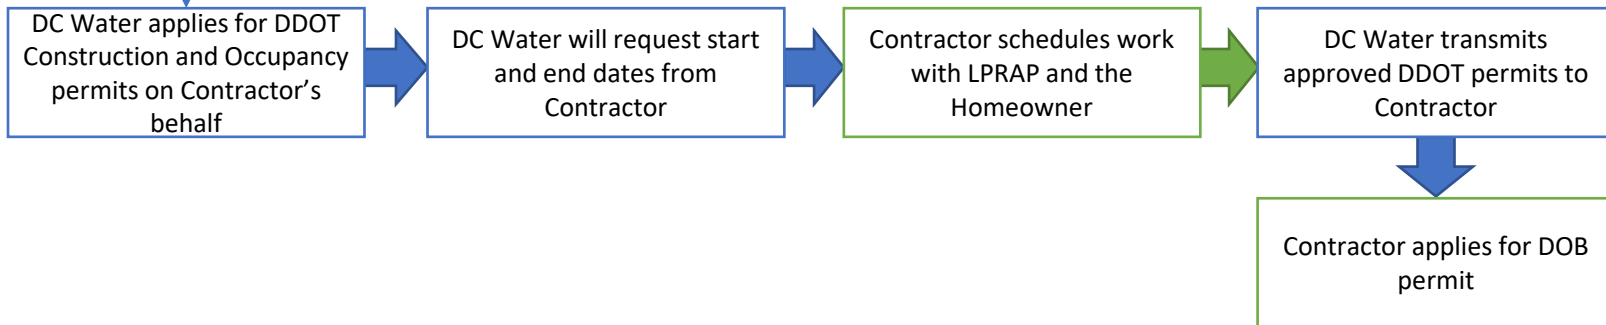 DC Water applies for DDOT
Construction and Occupancy
permits on Contractor’s
behalf
DC Water will request start
and end dates from
Contractor
Contractor schedules work
with LPRAP and the
Homeowner
DC Water transmits
approved DDOT permits to
Contractor
Contractor applies for DOB
permit